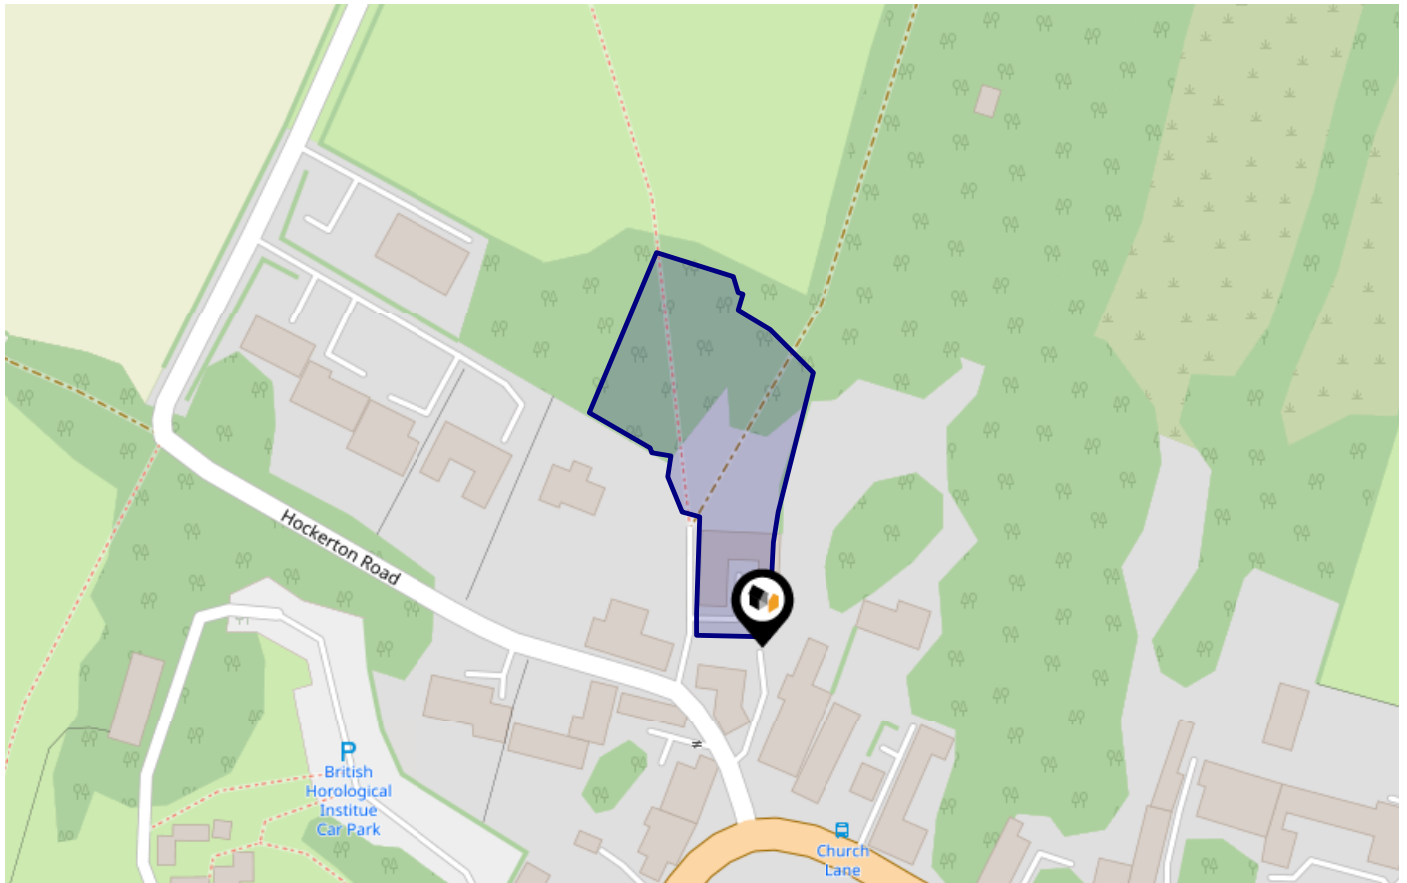 Hockerton Road
P
British
Horological
Institue
Car Park
Church
Lane